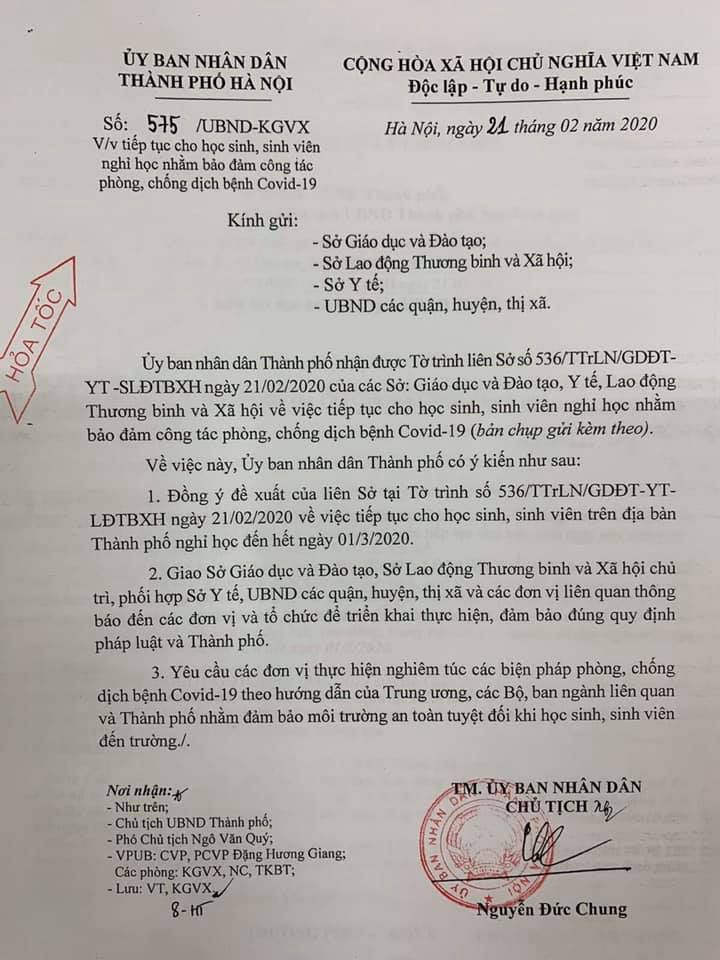 ỦY BAN NHÂN DÂN
THÀNH PHỐ HÀ NỘI
CỘNG HÒA XÃ HỘI CHỦ NGHĨA VIỆT NAM
Độc lập - Tự do - Hạnh phúc
Số: 575 /UBND-KGVX
Hà Nội, ngày 21 tháng 02 năm 2020
V/v tiếp tục cho học sinh, sinh viên
nghỉ học nhằm bảo đảm công tác
phòng, chống dịch bệnh Covid-19
Kính gửi:
- Sở Giáo dục và Đào tạo;
- Sở Lao động Thương binh và Xã hội;
- Sở Y tế;
- UBND các quận, huyện, thị xã.
HỎA TỐC
Ủy ban nhân dân Thành phố nhận được Tờ trình liên Sở số 536/TTrLN/GDĐT-
YT -SLĐTBXH ngày 21/02/2020 của các Sở: Giáo dục và Đào tạo, Y tế, Lao động
Thương binh và Xã hội về việc tiếp tục cho học sinh, sinh viên nghỉ học nhằm
bảo đảm công tác phòng, chống dịch bệnh Covid-19 (bản chụp gửi kèm theo).
Về việc này, Ủy ban nhân dân Thành phố có ý kiến như sau:
1. Đồng ý đề xuất của liên Sở tại Tờ trình số 536/TTrLN/GDĐT-YT-
LĐTBXH ngày 21/02/2020 về việc tiếp tục cho học sinh, sinh viên trên địa bàn
Thành phố nghỉ học đến hết ngày 01/3/2020.
2. Giao Sở Giáo dục và Đào tạo, Sở Lao động Thương binh và Xã hội chủ
trì, phối hợp Sở Y tế, UBND các quận, huyện, thị xã và các đơn vị liên quan thông
báo đến các đơn vị và tổ chức để triển khai thực hiện, đảm bảo đúng quy định
pháp luật và Thành phố.
3. Yêu cầu các đơn vị thực hiện nghiêm túc các biện pháp phòng, chống
dịch bệnh Covid-19 theo hướng dẫn của Trung ương, các Bộ, ban ngành liên quan
và Thành phố nhằm đảm bảo môi trường an toàn tuyệt đối khi học sinh, sinh viên
đến trường./.
Nơi nhận:
- Như trên;
- Chủ tịch UBND Thành phố;
- Phó Chủ tịch Ngô Văn Quý;
- VPUB: CVP, PCVP Đặng Hương Giang;
Các phòng: KGVX, NC, TKBT;
- Lưu: VT, KGVX.
TM. ỦY BAN NHÂN DÂN
CHỦ TỊCH
Nguyễn Đức Chung